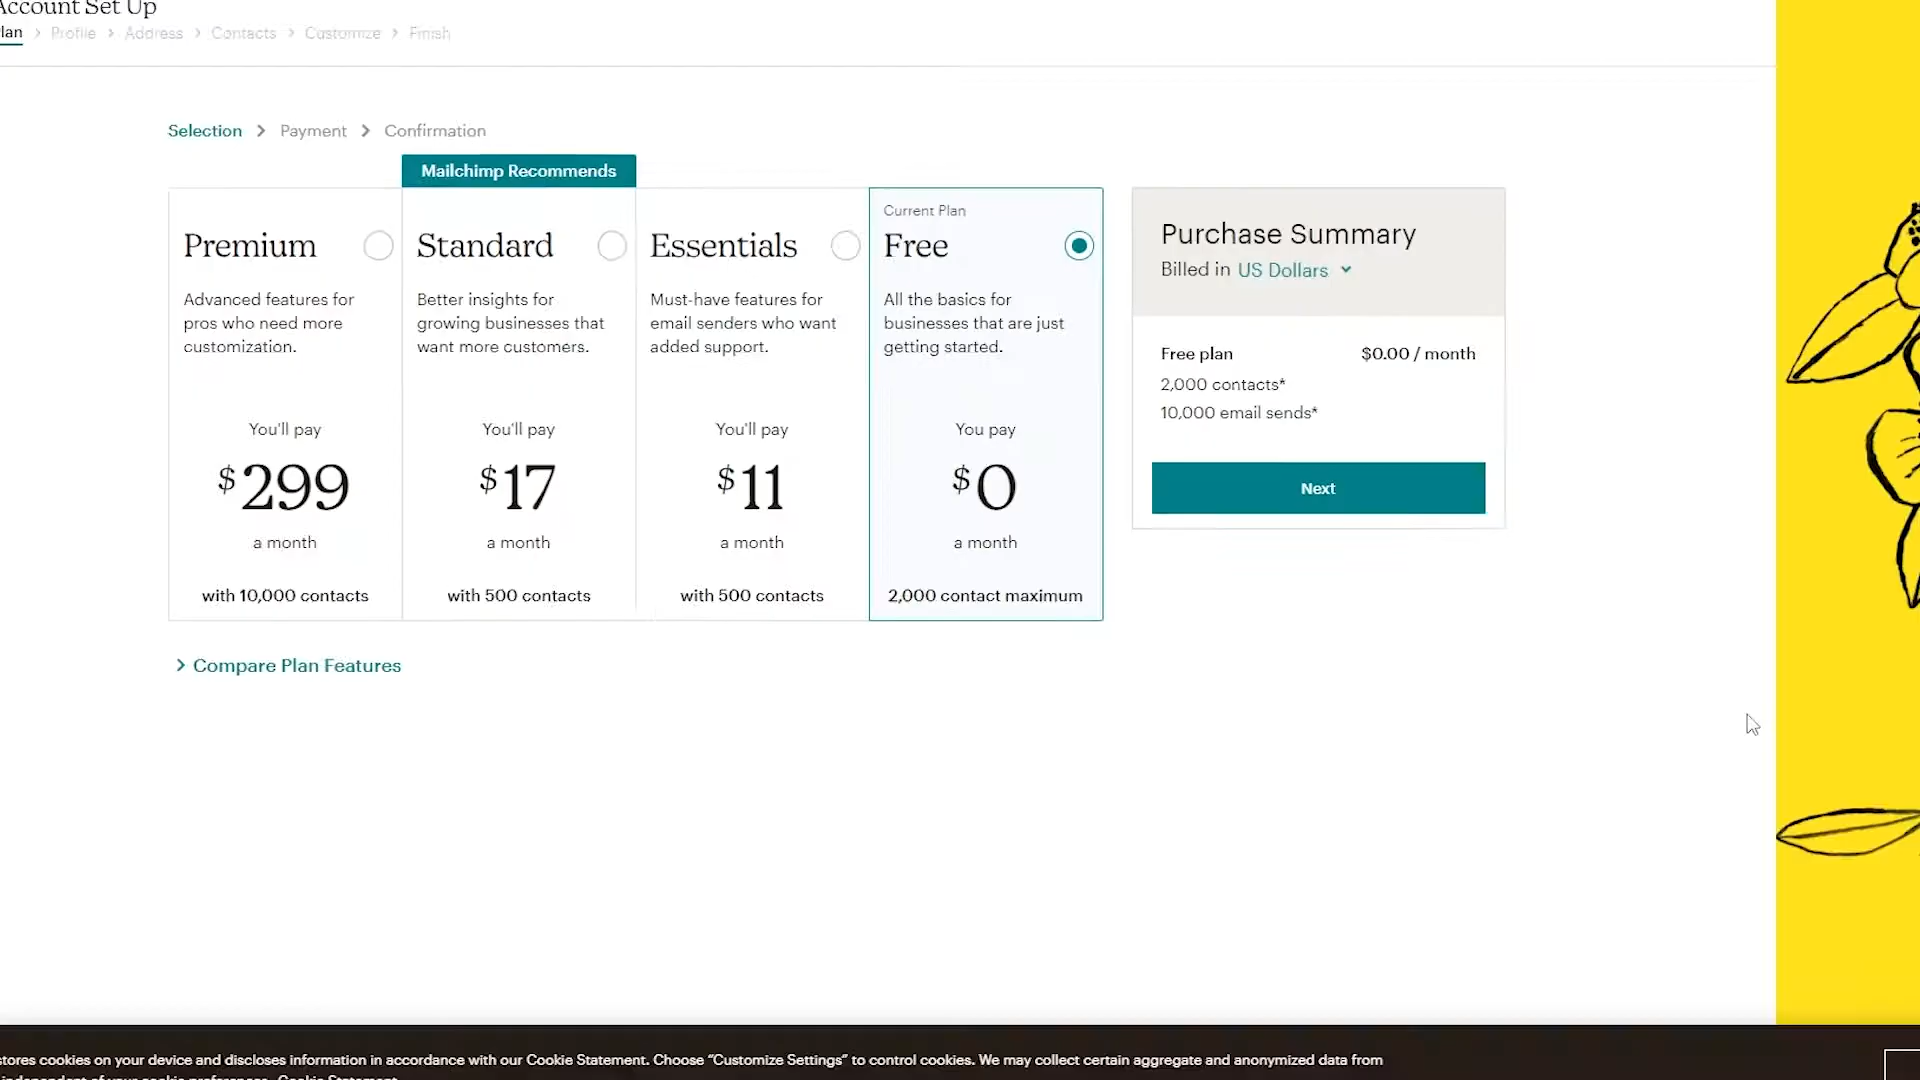 Account Set Up
lan > Profile > Address > Contacts > Customize > Finish
Selection > Payment > Confirmation
Mailchimp Recommends
Premium
Advanced features for
pros who need more
customization.
You'll pay
$299
a month
with 10,000 contacts
Standard
Better insights for
growing businesses that
want more customers.
You'll pay
$17
a month
with 500 contacts
Essentials
Must-have features for
email senders who want
added support.
You'll pay
$11
a month
with 500 contacts
Current Plan
Free
All the basics for
businesses that are just
getting started.
You pay
$0
a month
2,000 contact maximum
Purchase Summary
Billed in US Dollars
Free plan $0.00 / month
2,000 contacts*
10,000 email sends*
Next
> Compare Plan Features
stores cookies on your device and discloses information in accordance with our Cookie Statement. Choose “Customize Settings” to control cookies. We may collect certain aggregate and anonymized data from
independent of your cookie preferences. Cookie Statement